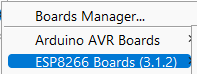 Boards Manager...
Arduino AVR Boards
ESP8266 Boards (3.1.2)